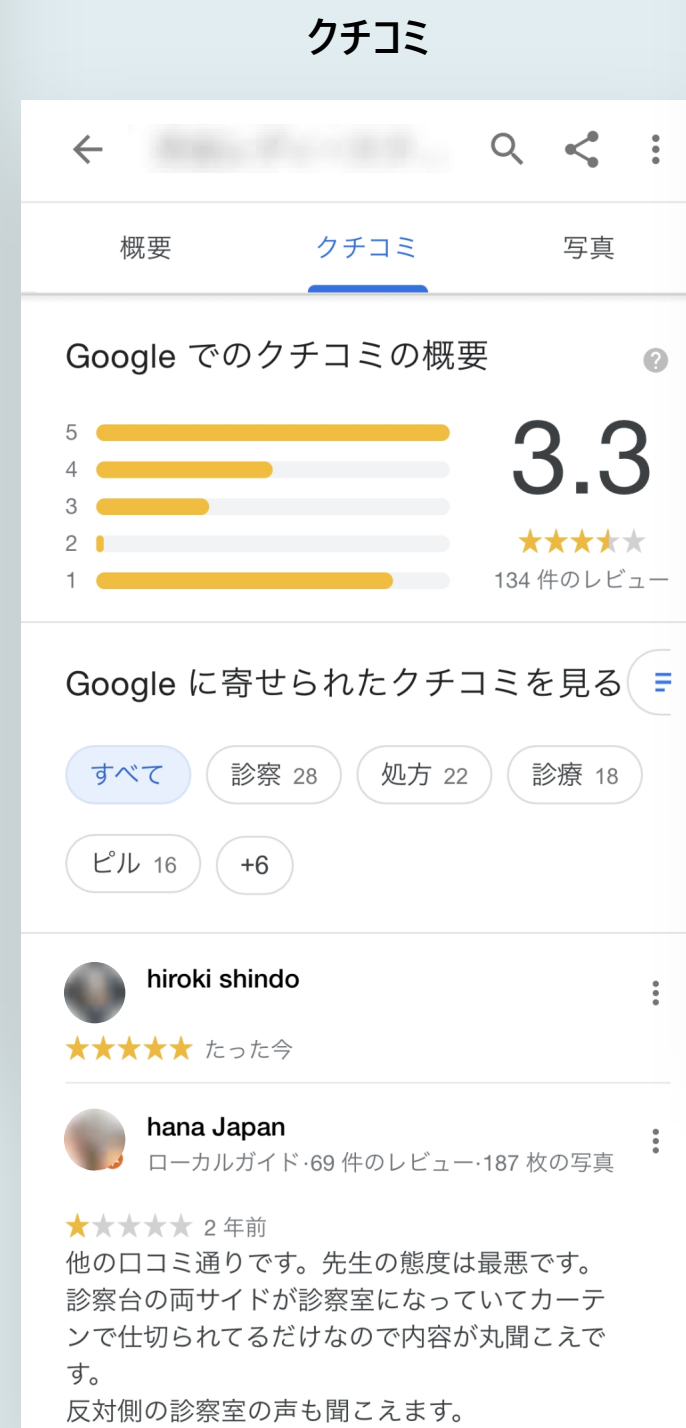 クチコミ
概要
クチコミ
写真
Google でのクチコミの概要
?
5
4
3
2
1
3.3
134 件のレビュー
Google に寄せられたクチコミを見る
すべて
診察 28
処方 22
診療 18
ピル 16
+6
hiroki shindo
たった今
hana Japan
ローカルガイド·69 件のレビュー·187 枚の写真
2 年前
他の口コミ通りです。先生の態度は最悪です。
診察台の両サイドが診察室になっていてカーテ
ンで仕切られてるだけなので内容が丸聞こえで
す。
反対側の診察室の声も聞こえます。